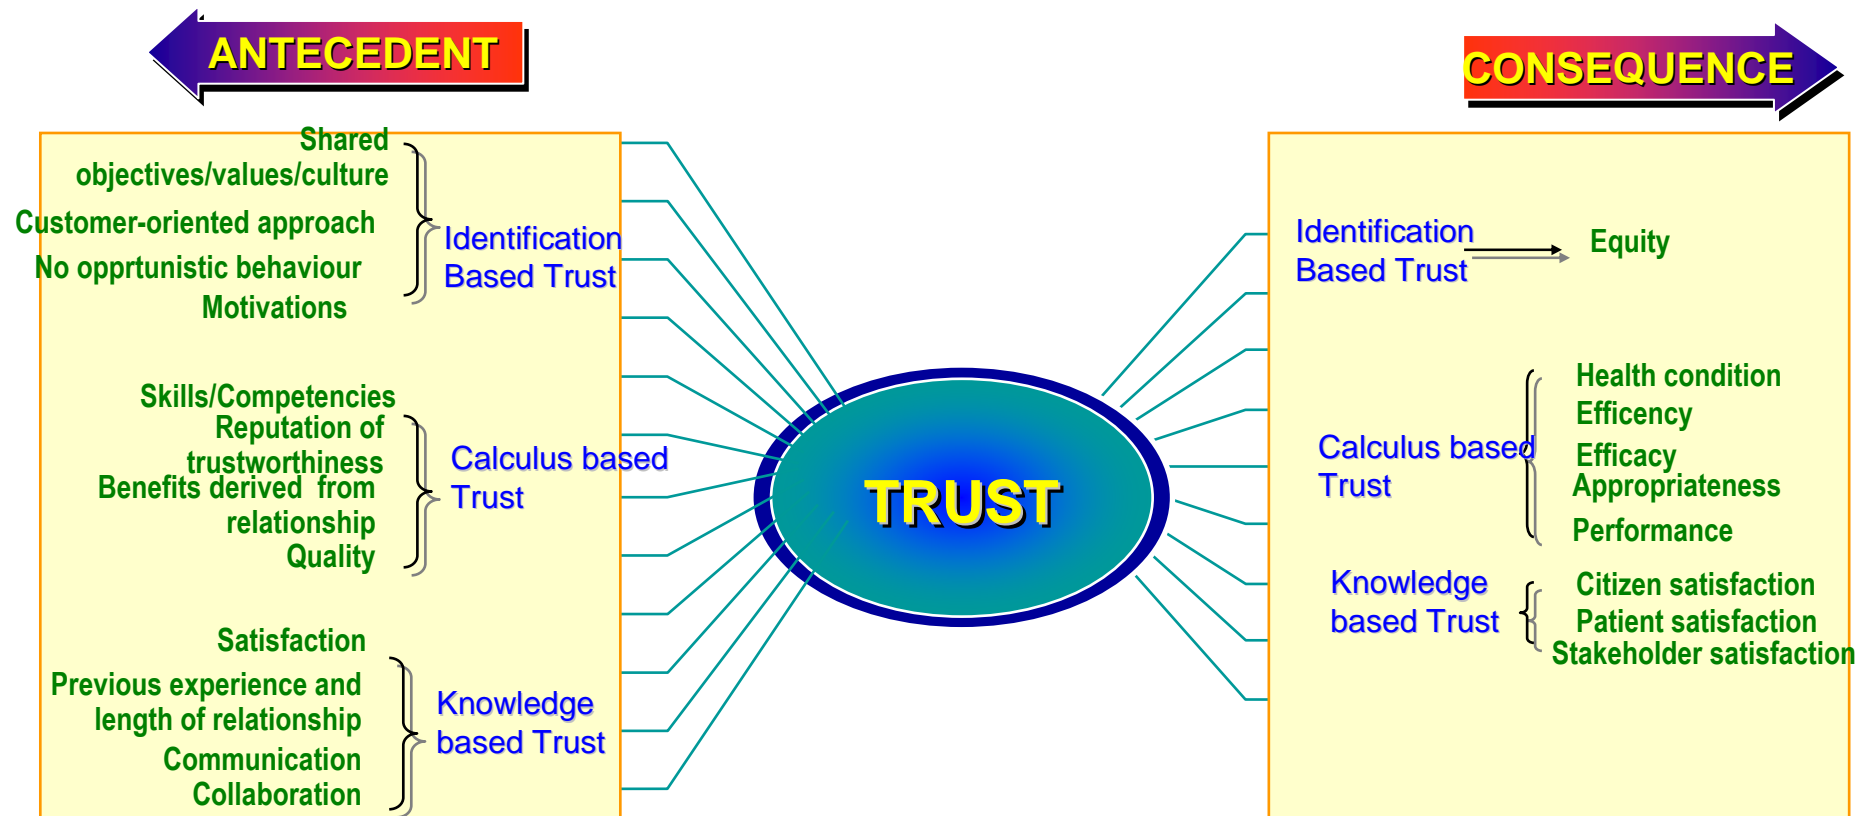 ANTECEDENT
CONSEQUENCE
Shared
objectives/values/culture
Customer-oriented approach
No opprtunistic behaviour
Motivations
Identification
Based Trust
Skills/Competencies
Reputation of
trustworthiness
Benefits derived from
relationship
Quality
Calculus based
Trust
Satisfaction
Previous experience and
length of relationship
Communication
Collaboration
Knowledge
based Trust
TRUST
Identification
Based Trust
Equity
Calculus based
Trust
Health condition
Efficency
Efficacy
Appropriateness
Performance
Knowledge
based Trust
Citizen satisfaction
Patient satisfaction
Stakeholder satisfaction